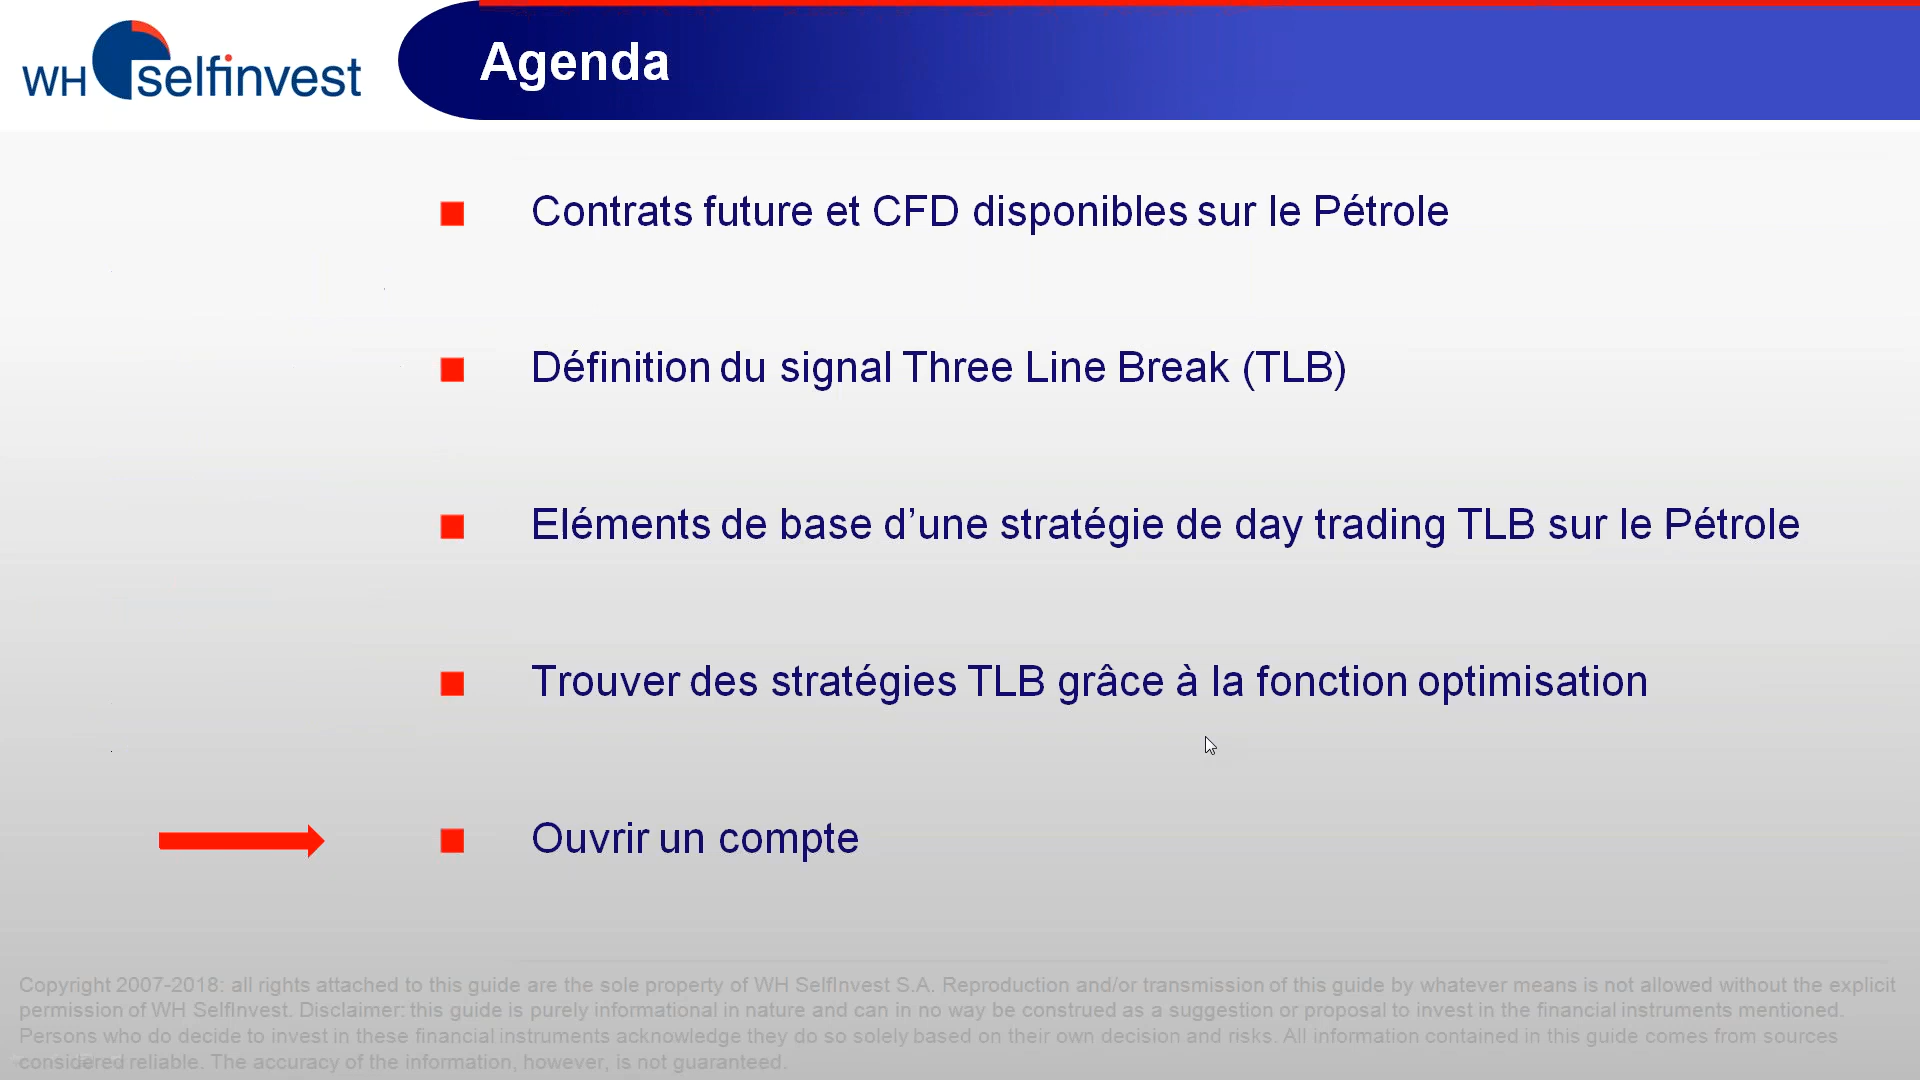 WH selfinvest
Agenda
Contrats future et CFD disponibles sur le Pétrole
Définition du signal Three Line Break (TLB)
Eléments de base d’une stratégie de day trading TLB sur le Pétrole
Trouver des stratégies TLB grâce à la fonction optimisation
Ouvrir un compte
Copyright 2007-2018: all rights attached to this guide are the sole property of WH SelfInvest S.A. Reproduction and/or transmission of this guide by whatever means is not allowed without the explicit
permission of WH SelfInvest. Disclaimer: this guide is purely informational in nature and can in no way be construed as a suggestion or proposal to invest in the financial instruments mentioned.
Persons who do decide to invest in these financial instruments acknowledge they do so solely based on their own decision and risks. All information contained in this guide comes from sources
considered reliable. The accuracy of the information, however, is not guaranteed.